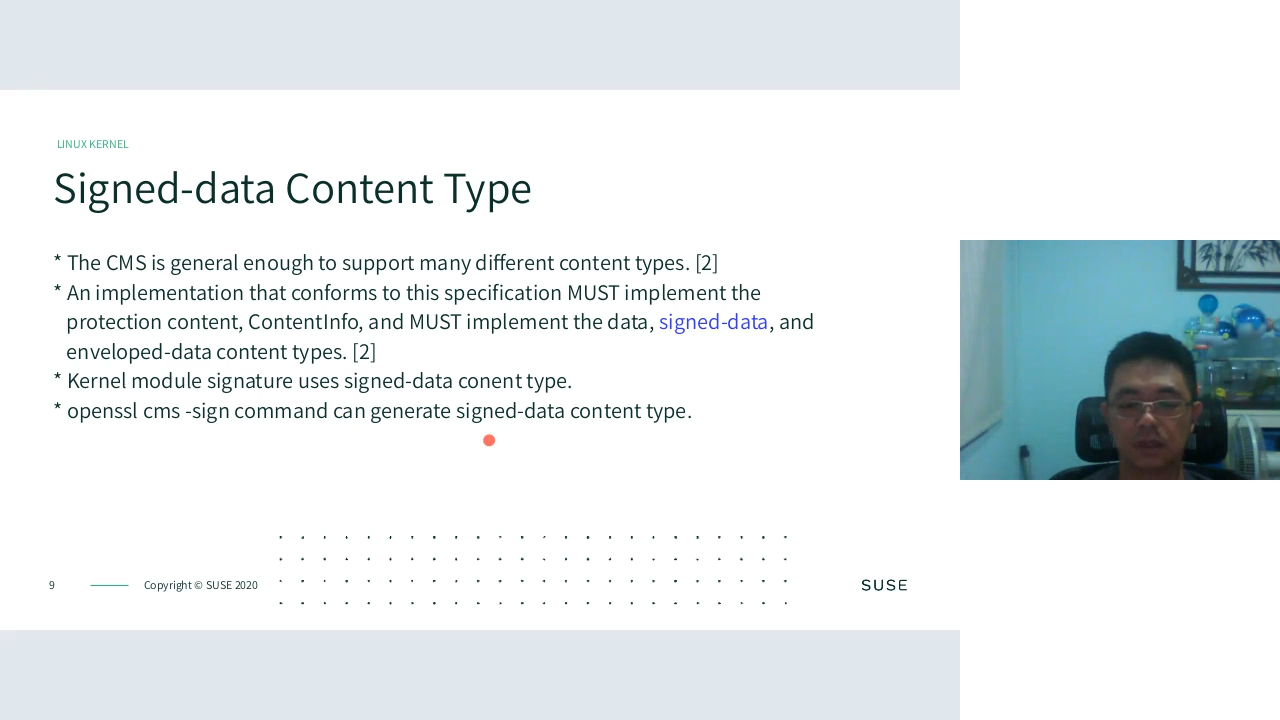 LINUX KERNEL
Signed-data Content Type
* The CMS is general enough to support many different content types. [2]
* An implementation that conforms to this specification MUST implement the
protection content, ContentInfo, and MUST implement the data, signed-data, and
enveloped-data content types. [2]
* Kernel module signature uses signed-data conent type.
* openssl cms -sign command can generate signed-data content type.
9
Copyright © SUSE 2020
SUSE